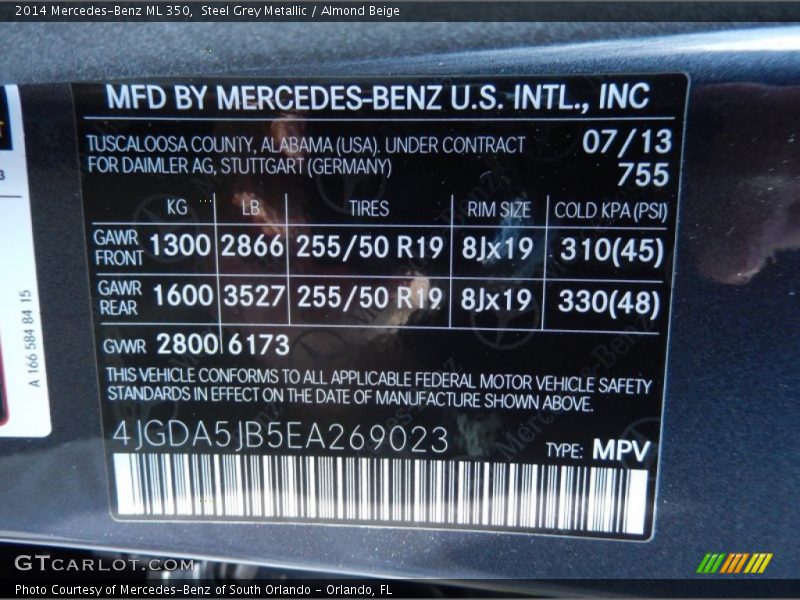 2014 Mercedes-Benz ML 350,  Steel Grey Metallic / Almond Beige
MFD BY MERCEDES-BENZ U.S. INTL., INC
TUSCALOOSA COUNTY, ALABAMA (USA). UNDER CONTRACT 07/13
FOR DAIMLER AG, STUTTGART (GERMANY) 755
KG LB TIRES RIM SIZE COLD KPA (PSI)
GAWR FRONT 1300 2866 255/50 R19 8Jx19 310(45)
GAWR REAR 1600 3527 255/50 R19 8Jx19 330(48)
GVWR 2800 6173
THIS VEHICLE CONFORMS TO ALL APPLICABLE FEDERAL MOTOR VEHICLE SAFETY
STANDARDS IN EFFECT ON THE DATE OF MANUFACTURE SHOWN ABOVE.
4JGDA5JB5EA269023 TYPE: MPV
A 166 584 84 15
GTCARLOT.COM
Photo Courtesy of Mercedes-Benz of South Orlando - Orlando, FL